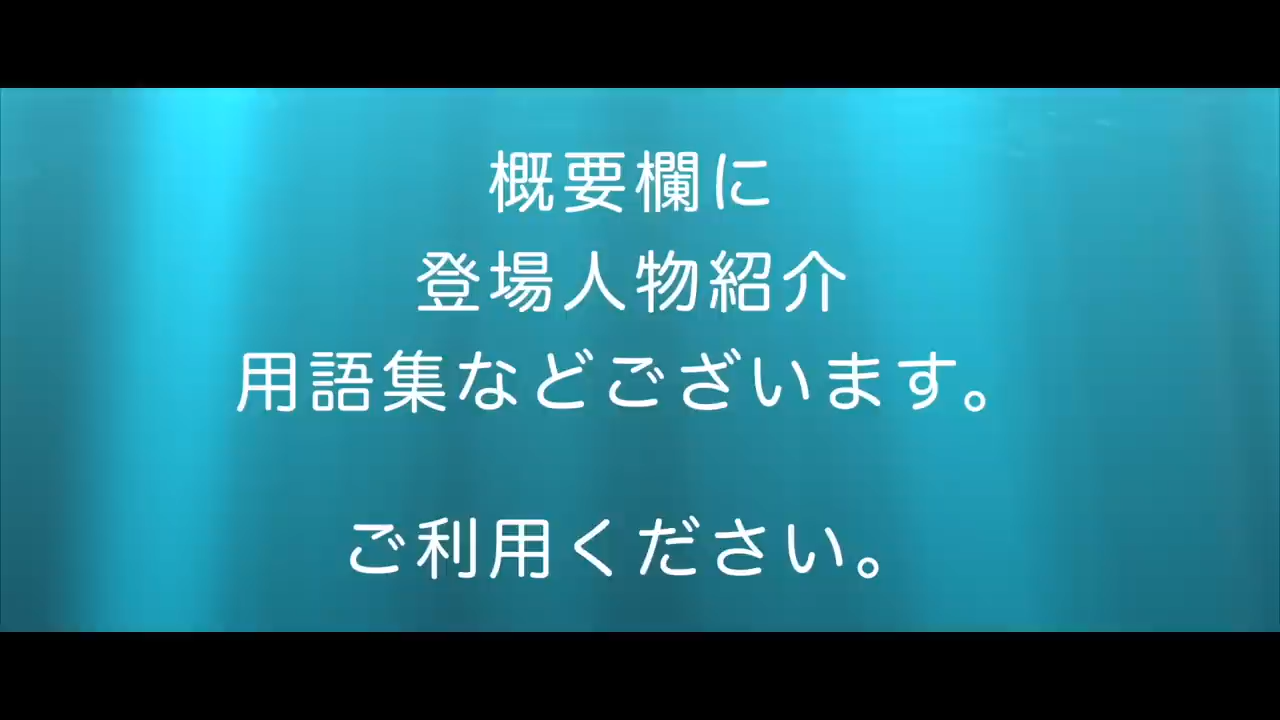 概要欄に
登場人物紹介
用語集などございます。
ご利用ください。